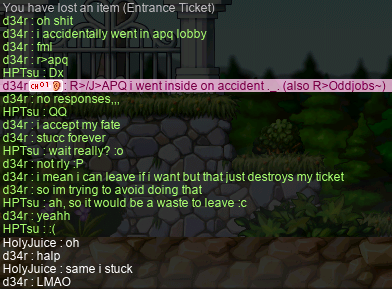 You have lost an item (Entrance Ticket)
d34r : oh shit
d34r : i accidentally went in apq lobby
d34r : fml
d34r : r>apq
HPTsu : Dx
d34r CH 01 : R>/J>APQ i went inside on accident ._. (also R>Oddjobs~)
d34r : no responses,,,
HPTsu : QQ
d34r : i accept my fate
d34r : stucc forever
HPTsu : wait really? :o
d34r : not rly :P
d34r : i mean i can leave if i want but that just destroys my ticket
d34r : so im trying to avoid doing that
HPTsu : ah, so it would be a waste to leave :c
d34r : yeahh
HPTsu : :(
HolyJuice : oh
d34r : halp
HolyJuice : same i stuck
d34r : LMAO